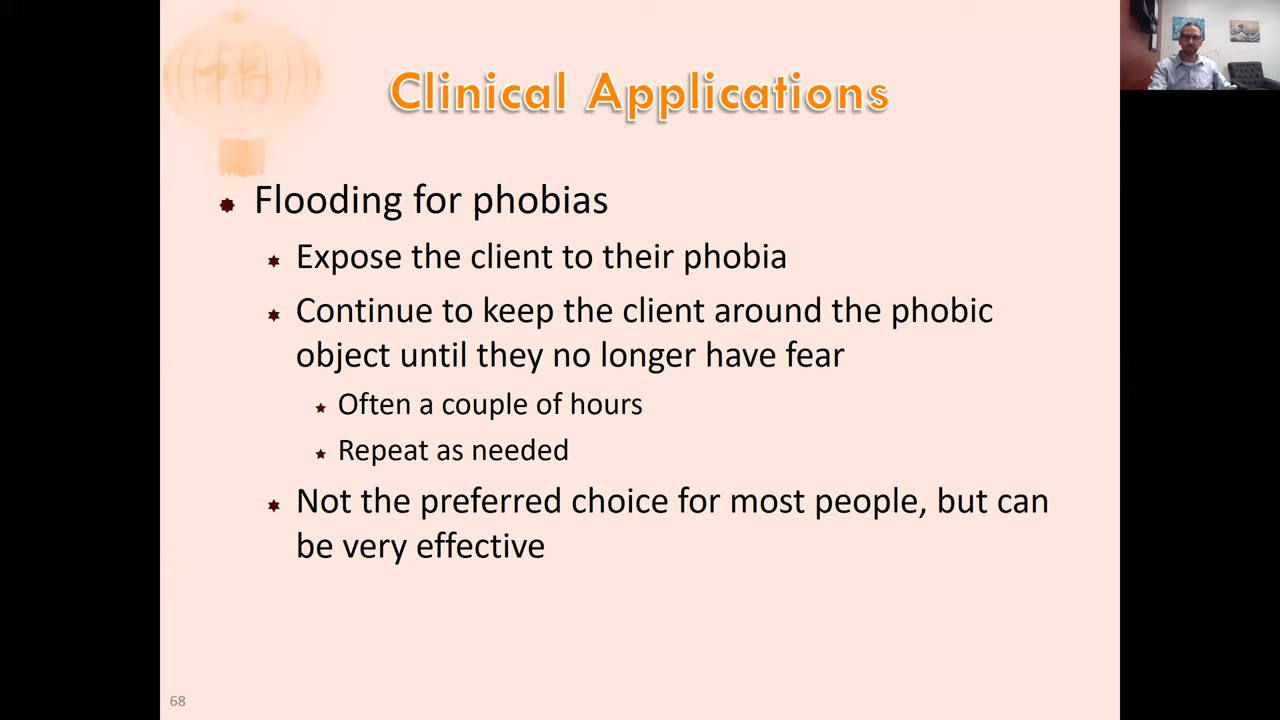 福
Clinical Applications
Flooding for phobias
Expose the client to their phobia
Continue to keep the client around the phobic
object until they no longer have fear
Often a couple of hours
Repeat as needed
Not the preferred choice for most people, but can
be very effective
68